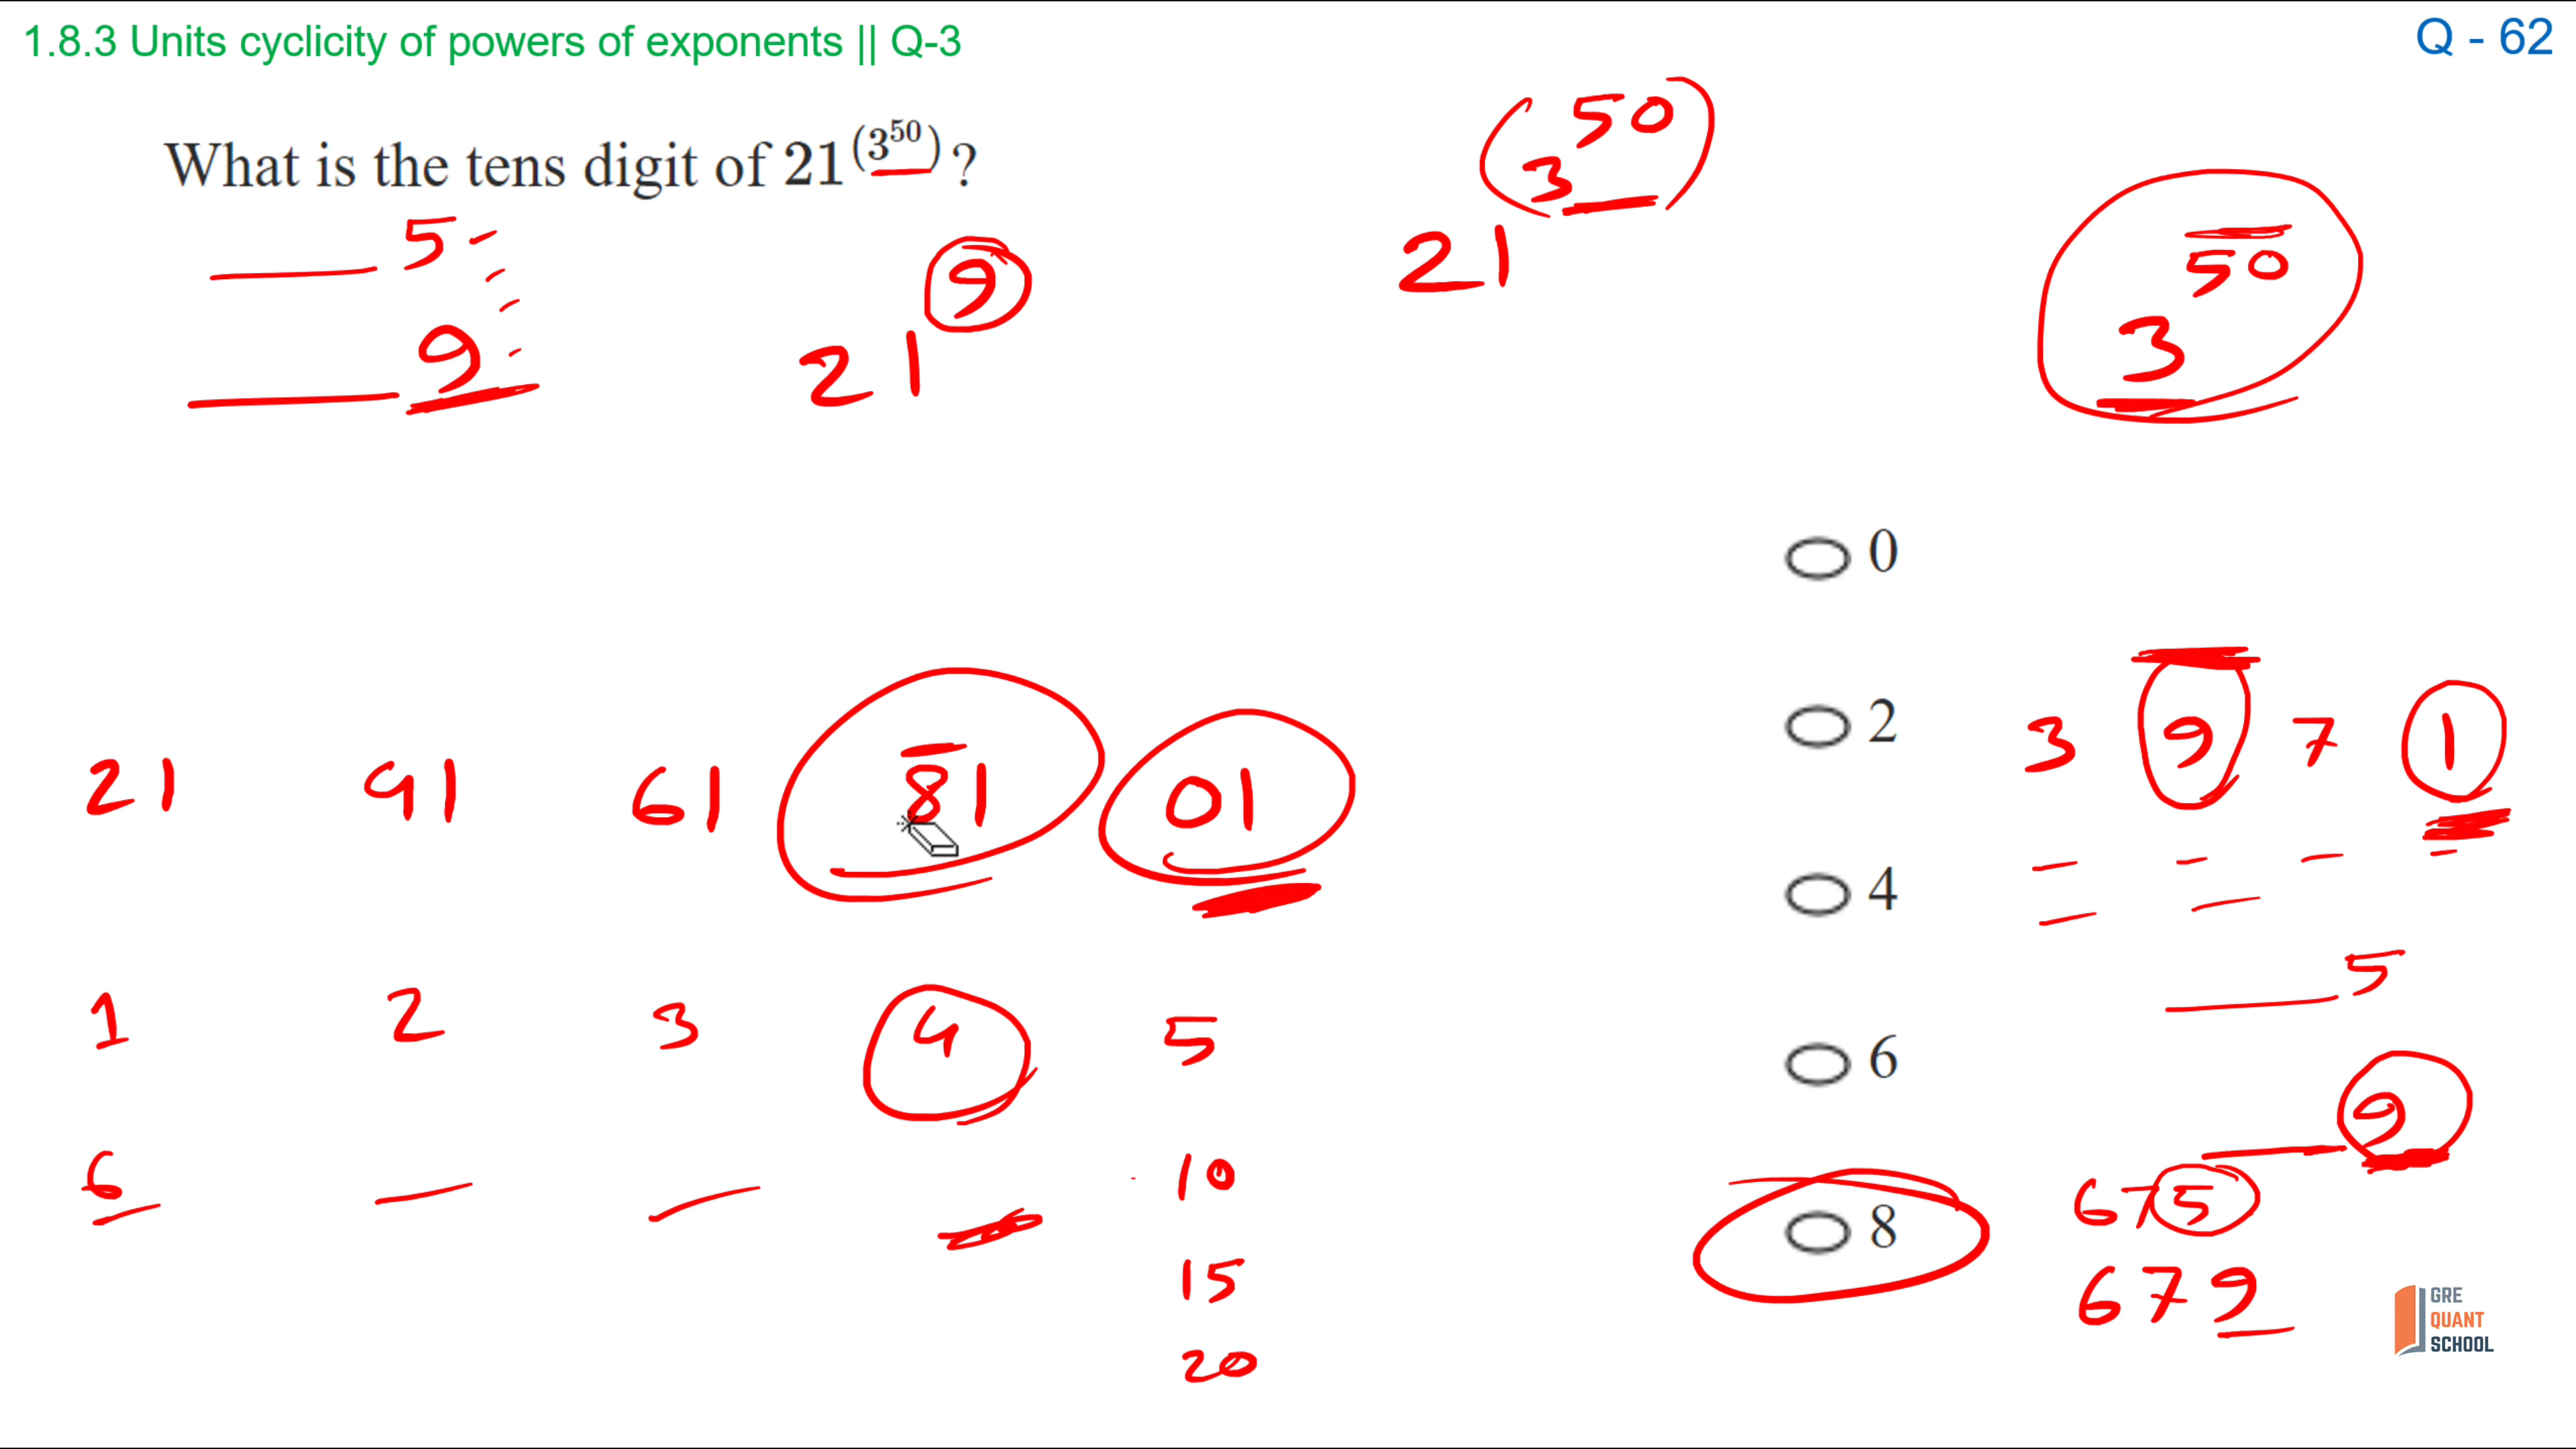 1.8.3 Units cyclicity of powers of exponents || Q-3
Q - 62
What is the tens digit of 21^(3^50)?
21^(3^50)
5
9
21^9
3^50
0
2
4
6
8
3 9 7 1
21 41 61 81 01
1 2 3 4 5
6
10
15
20
5
9
675
679
GRE
QUANT
SCHOOL